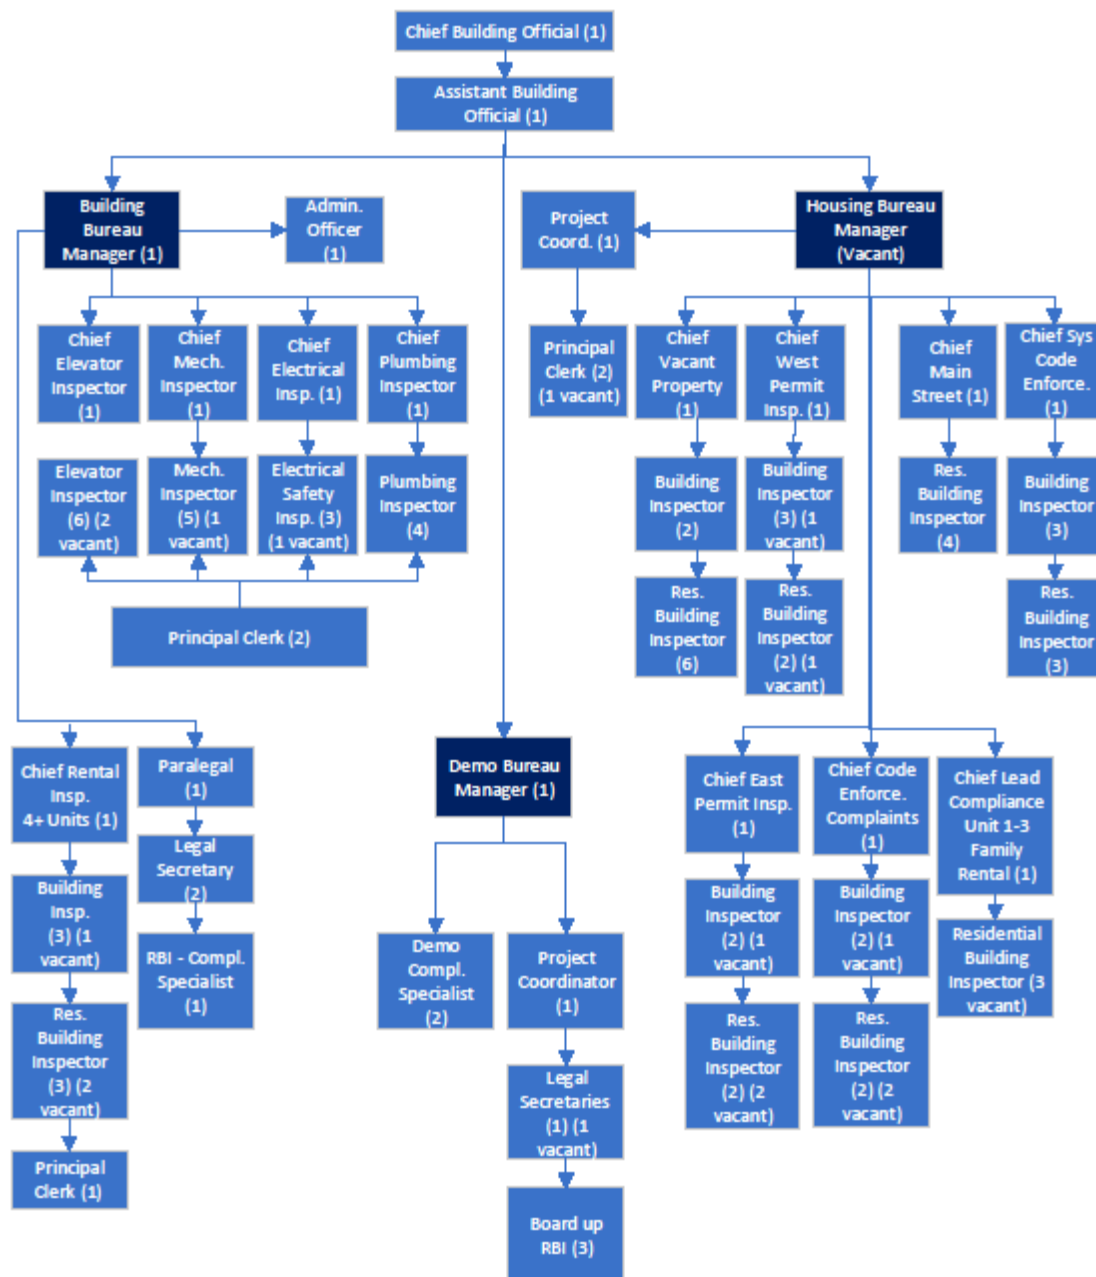 Chief Building Official (1)
Assistant Building
Official (1)
Building
Bureau
Manager (1)
Admin.
Officer
(1)
Project
Coord. (1)
Housing Bureau
Manager
(Vacant)
Chief
Elevator
Inspector
(1)
Chief
Mech.
Inspector
(1)
Chief
Electrical
Insp. (1)
Chief
Plumbing
Inspector
(1)
Principal
Clerk (2)
(1 vacant)
Chief
Vacant
Property
(1)
Chief
West
Permit
Insp. (1)
Chief
Main
Street (1)
Chief Sys
Code
Enforce.
(1)
Elevator
Inspector
(6) (2
vacant)
Mech.
Inspector
(5) (1
vacant)
Electrical
Safety
Insp. (3)
(1 vacant)
Plumbing
Inspector
(4)
Building
Inspector
(2)
Building
Inspector
(3) (1
vacant)
Res.
Building
Inspector
(4)
Building
Inspector
(3)
Principal Clerk (2)
Res.
Building
Inspector
(6)
Res.
Building
Inspector
(2) (1
vacant)
Res.
Building
Inspector
(3)
Chief Rental
Insp.
4+ Units (1)
Paralegal
(1)
Legal
Secretary
(2)
RBI - Compl.
Specialist
(1)
Building
Insp.
(3) (1
vacant)
Res.
Building
Inspector
(3) (2
vacant)
Principal
Clerk (1)
Demo Bureau
Manager (1)
Demo
Compl.
Specialist
(2)
Project
Coordinator
(1)
Legal
Secretaries
(1) (1
vacant)
Board up
RBI (3)
Chief East
Permit Insp.
(1)
Chief Code
Enforce.
Complaints
(1)
Chief Lead
Compliance
Unit 1-3
Family
Rental (1)
Building
Inspector
(2) (1
vacant)
Building
Inspector
(2) (1
vacant)
Residential
Building
Inspector (3
vacant)
Res.
Building
Inspector
(2) (2
vacant)
Res.
Building
Inspector
(2) (2
vacant)